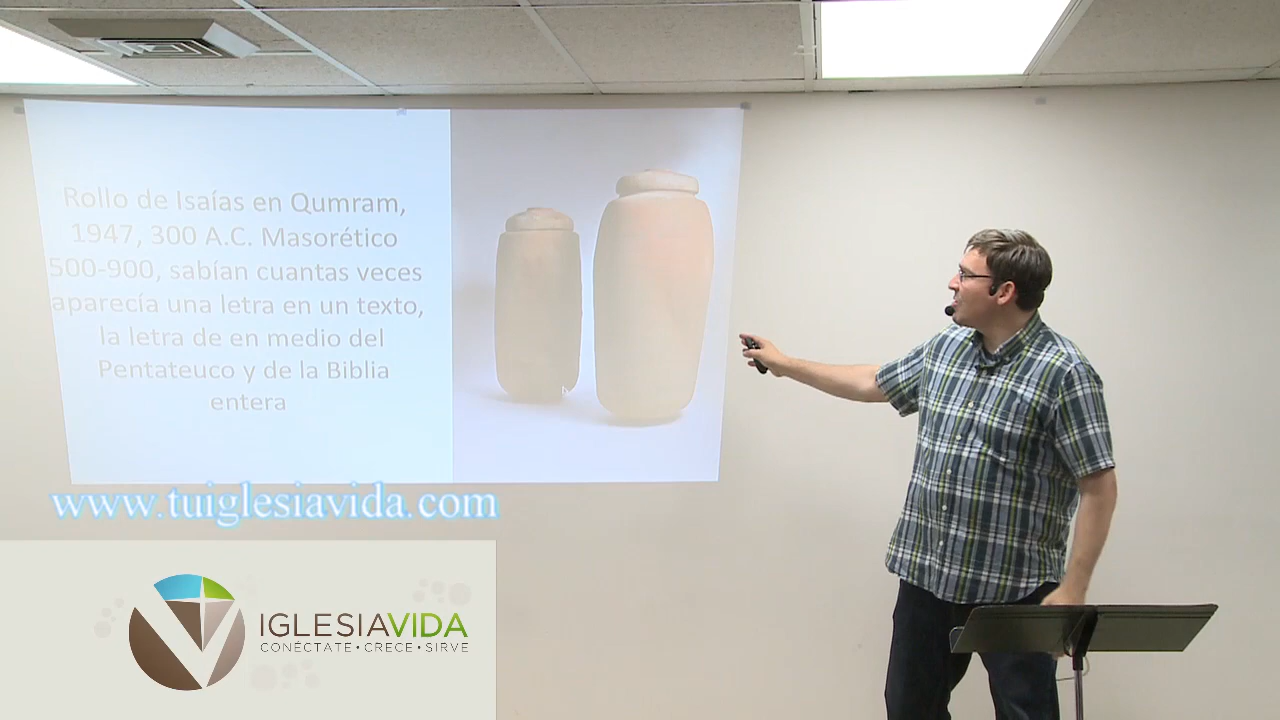 Rollo de Isaías en Qumram,
1947, 300 A.C. Masorético
500-900, sabían cuantas veces
aparecía una letra en un texto,
la letra de en medio del
Pentateuco y de la Biblia
entera
www.tuiglesiavida.com
IGLESIAVIDA
CONÉCTATE • CRECE • SIRVE